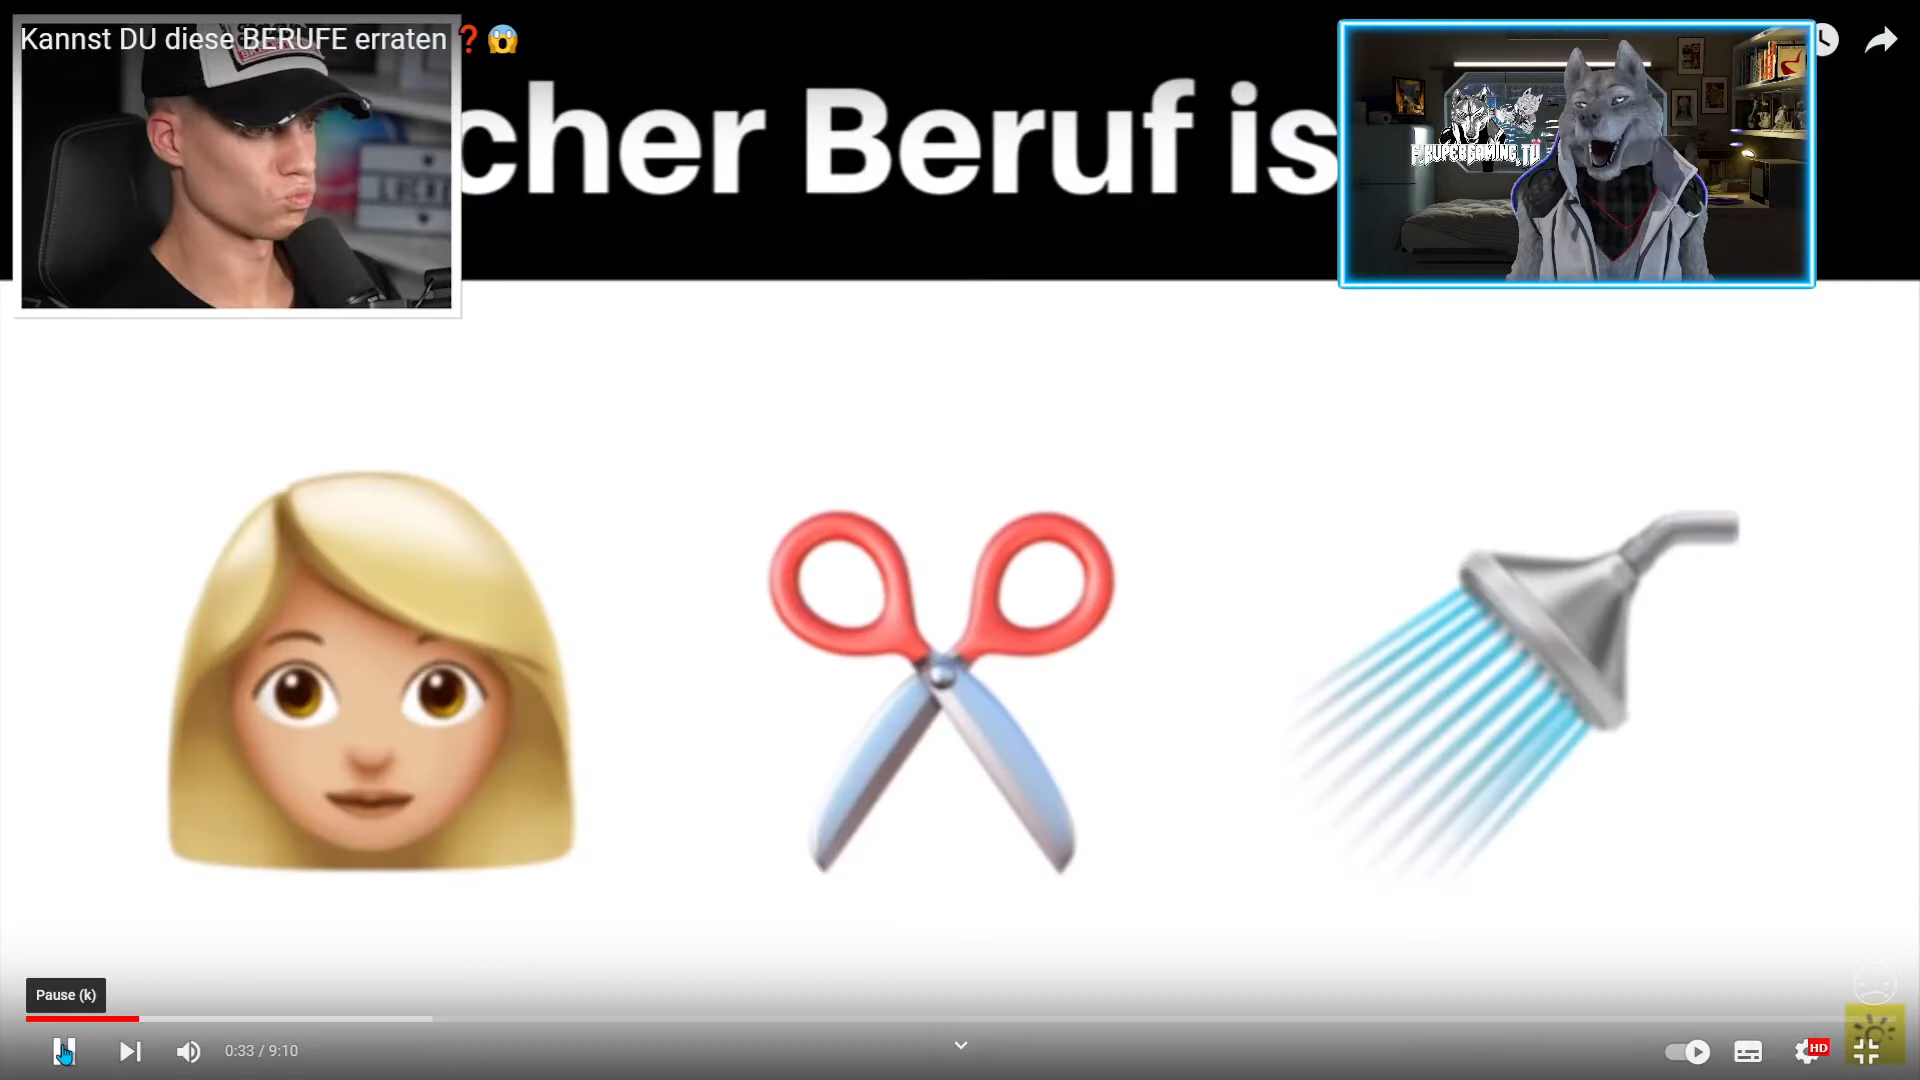 Kannst DU diese BERUFE erraten ❓😱
cher Beruf is
Pause (k)
0:33 / 9:10
HD